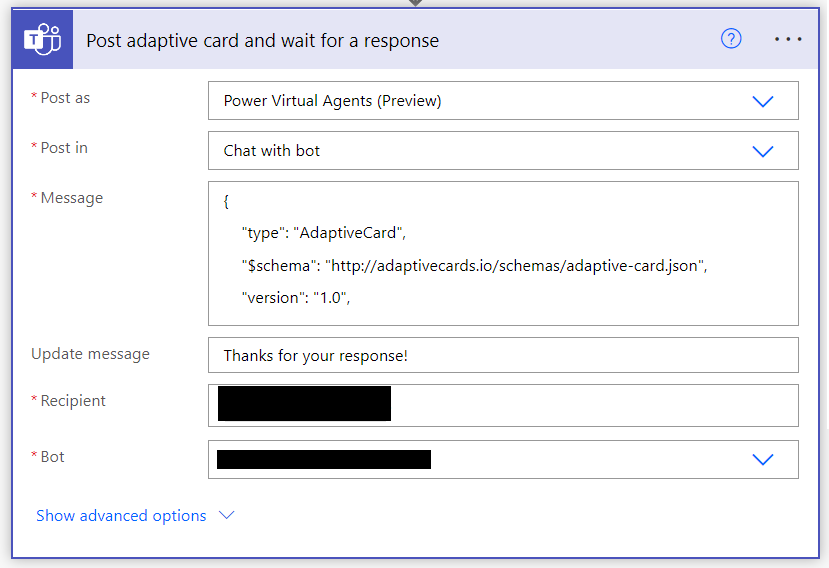 T
Post adaptive card and wait for a response
?
* Post as
Power Virtual Agents (Preview)
* Post in
Chat with bot
* Message
{
"type": "AdaptiveCard",
"$schema": "http://adaptivecards.io/schemas/adaptive-card.json",
"version": "1.0",
Update message
Thanks for your response!
* Recipient
* Bot
Show advanced options